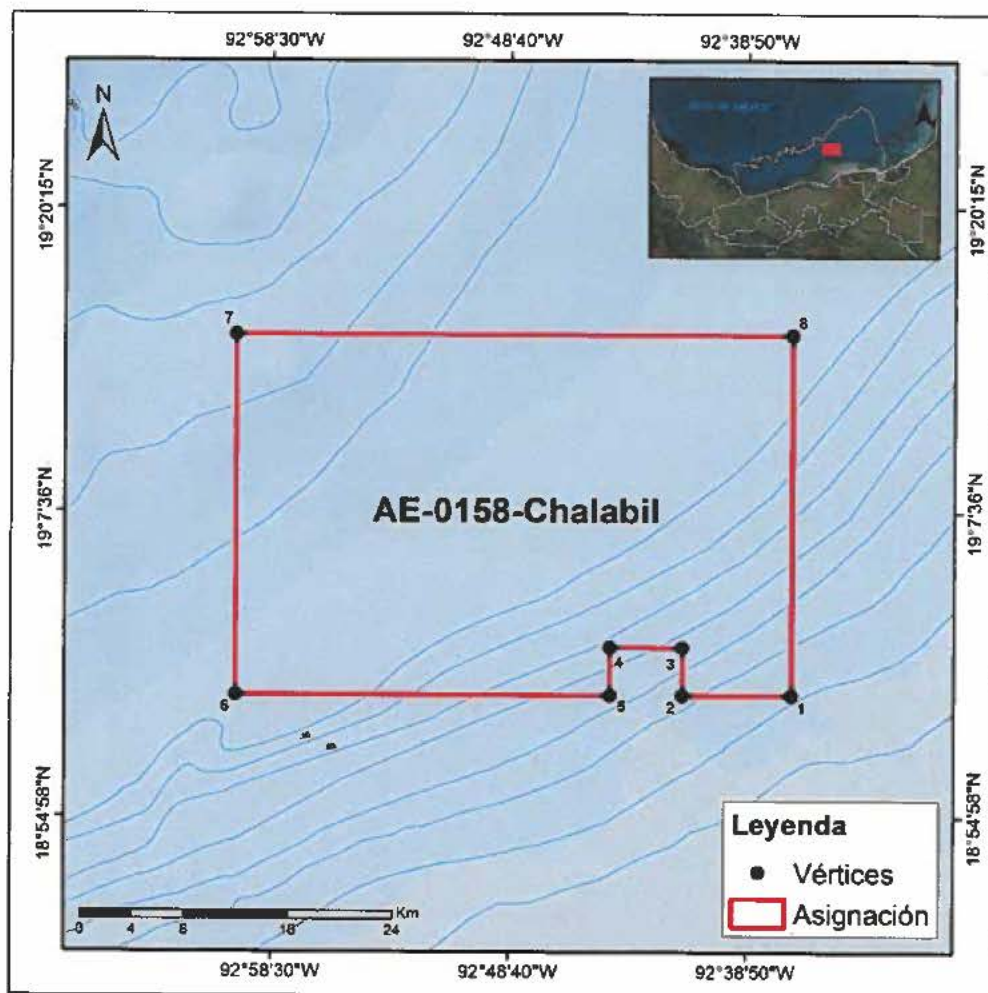 92°58'30"W 92°48'40"W 92°38'50"W
N
19°20'15"N
19°20'15"N
7
8
19°7'36"N
AE-0158-Chalabil
19°7'36"N
4
3
6
5
2
1
18°54'58"N
18°54'58"N
Leyenda
Vértices
Asignación
Km
0 4 8 16 24
92°58'30"W 92°48'40"W 92°38'50"W